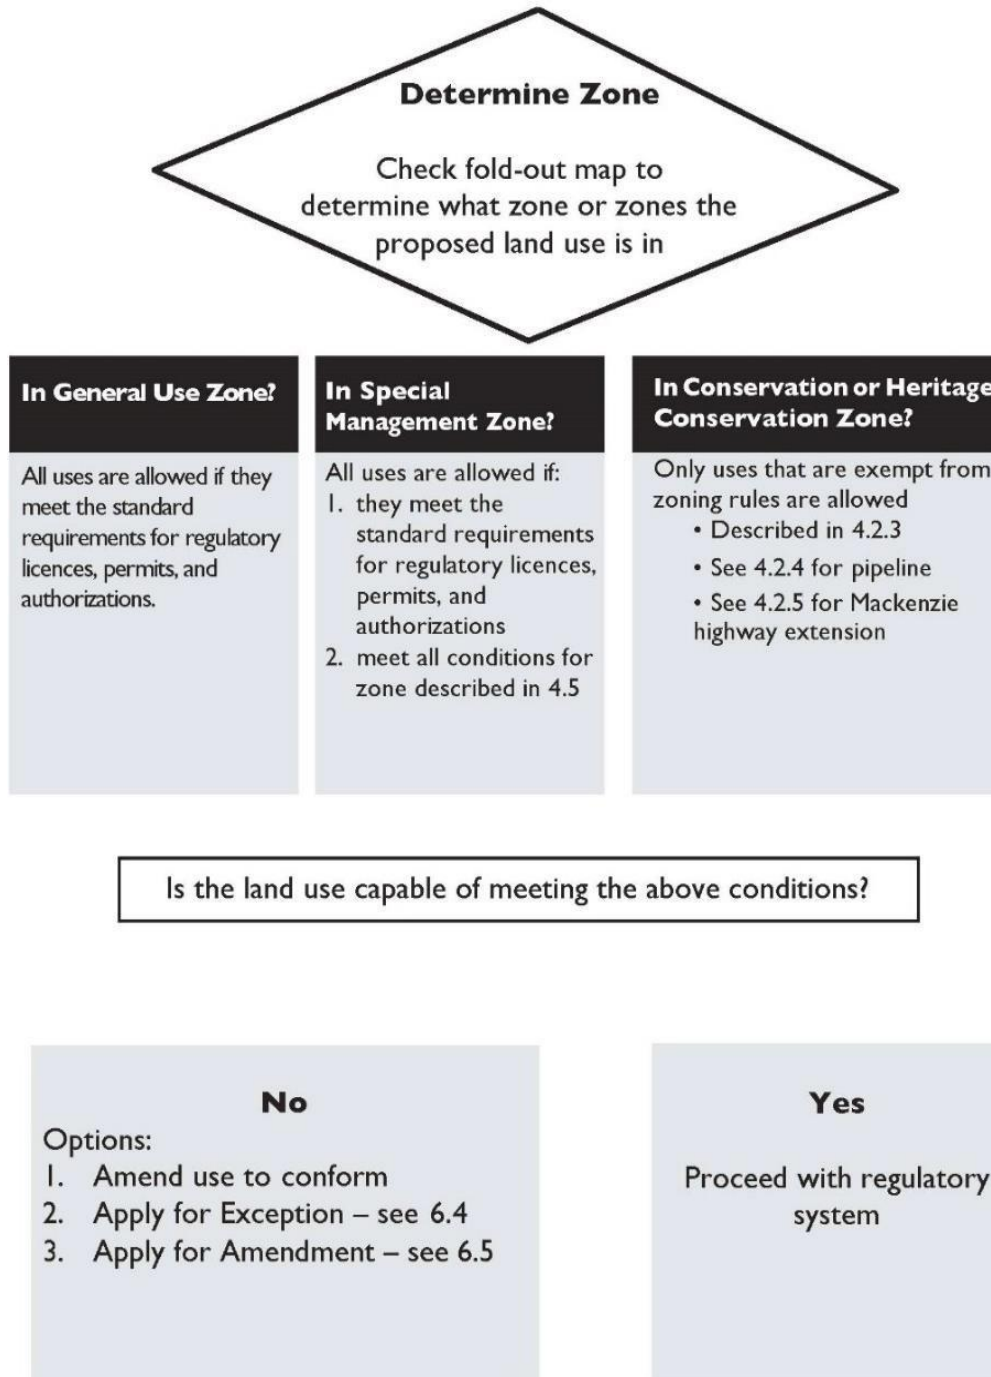 Determine Zone
Check fold-out map to
determine what zone or zones the
proposed land use is in
In General Use Zone?
All uses are allowed if they
meet the standard
requirements for regulatory
licences, permits, and
authorizations.
In Special
Management Zone?
All uses are allowed if:
1. they meet the
standard requirements
for regulatory licences,
permits, and
authorizations
2. meet all conditions for
zone described in 4.5
In Conservation or Heritage
Conservation Zone?
Only uses that are exempt from
zoning rules are allowed
• Described in 4.2.3
• See 4.2.4 for pipeline
• See 4.2.5 for Mackenzie
highway extension
Is the land use capable of meeting the above conditions?
No
Options:
1. Amend use to conform
2. Apply for Exception – see 6.4
3. Apply for Amendment – see 6.5
Yes
Proceed with regulatory
system